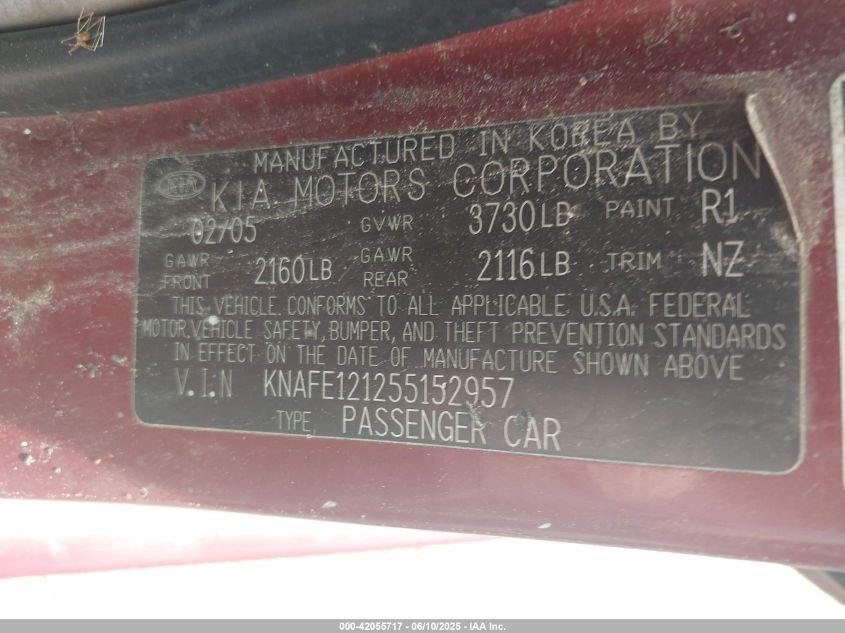 MANUFACTURED IN KOREA BY
KIA KIA MOTORS CORPORATION
02/05 GVWR 3730LB PAINT R1
GAWR FRONT 2160LB GAWR REAR 2116LB TRIM NZ
THIS VEHICLE CONFORMS TO ALL APPLICABLE U.S.A. FEDERAL
MOTOR VEHICLE SAFETY, BUMPER, AND THEFT PREVENTION STANDARDS
IN EFFECT ON THE DATE OF MANUFACTURE SHOWN ABOVE
V.I.N KNAFE121255152957
TYPE PASSENGER CAR
000-42055717 - 06/10/2025 - IAA Inc.